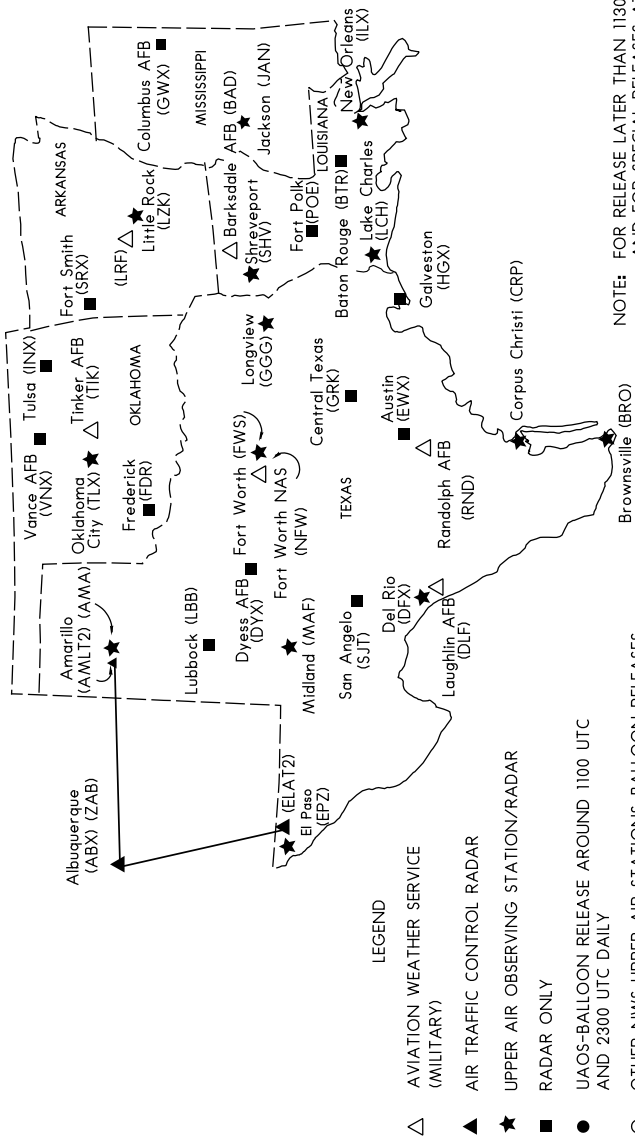 Albuquerque
(ABX) (ZAB)
Amarillo
(AMLT2) (AMA)
Vance AFB
(VNX)
Tulsa (INX)
Oklahoma
City (TLX)
Tinker AFB
(TIK)
Frederick
(FDR)
OKLAHOMA
Fort Smith
(SRX)
ARKANSAS
(LRF)
Little Rock
(LZK)
Columbus AFB
(GWX)
MISSISSIPPI
Barksdale AFB (BAD)
Jackson (JAN)
Shreveport
(SHV)
Longview
(GGG)
Fort Polk
(POE)
LOUISIANA
New Orleans
(ILX)
Baton Rouge (BTR)
Lake Charles
(LCH)
Lubbock (LBB)
Dyess AFB
(DYX)
Fort Worth (FWS)
Fort Worth NAS
(NFW)
Midland (MAF)
(ELAT2)
El Paso
(EPZ)
San Angelo
(SJT)
TEXAS
Central Texas
(GRK)
Austin
(EWX)
Galveston
(HGX)
Del Rio
(DFX)
Laughlin AFB
(DLF)
Randolph AFB
(RND)
Corpus Christi (CRP)
Brownsville (BRO)
LEGEND
AVIATION WEATHER SERVICE
(MILITARY)
AIR TRAFFIC CONTROL RADAR
UPPER AIR OBSERVING STATION/RADAR
RADAR ONLY
UAOS-BALLOON RELEASE AROUND 1100 UTC
AND 2300 UTC DAILY
OTHER NWS UPPER AIR STATIONS BALLOON RELEASES
NOTE: FOR RELEASE LATER THAN 1130
AND FOR SPECIAL RELEASES